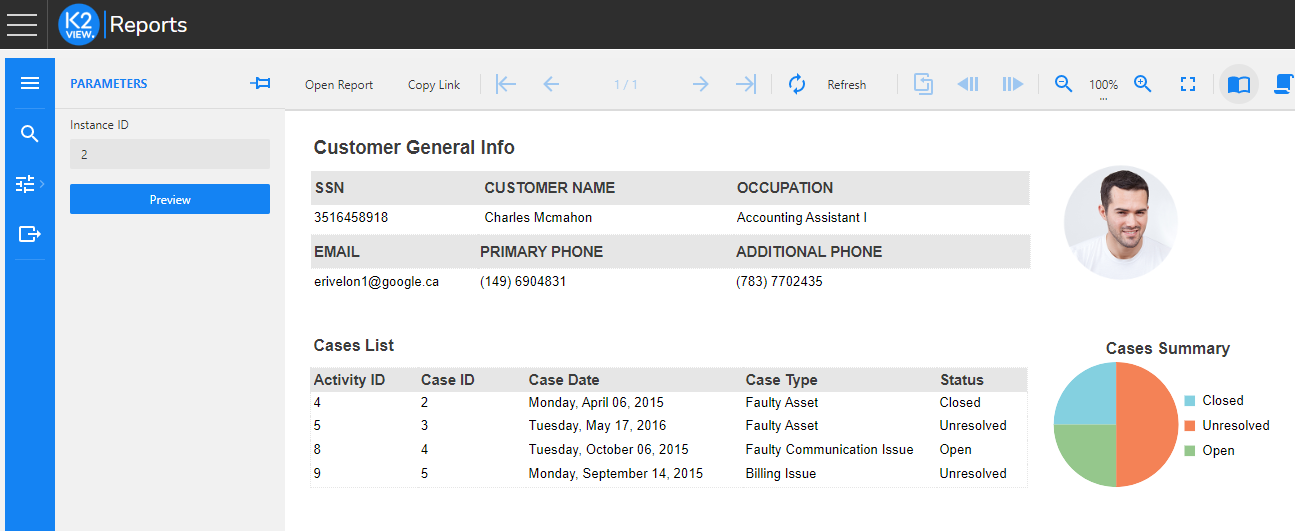 K2 VIEW. Reports
PARAMETERS
Instance ID
2
Preview
Open Report Copy Link 1 / 1 Refresh 100%
...
Customer General Info
SSN CUSTOMER NAME OCCUPATION
3516458918 Charles Mcmahon Accounting Assistant I
EMAIL PRIMARY PHONE ADDITIONAL PHONE
erivelon1@google.ca (149) 6904831 (783) 7702435
Cases List
Activity ID Case ID Case Date Case Type Status
4 2 Monday, April 06, 2015 Faulty Asset Closed
5 3 Tuesday, May 17, 2016 Faulty Asset Unresolved
8 4 Tuesday, October 06, 2015 Faulty Communication Issue Open
9 5 Monday, September 14, 2015 Billing Issue Unresolved
Cases Summary
Closed
Unresolved
Open